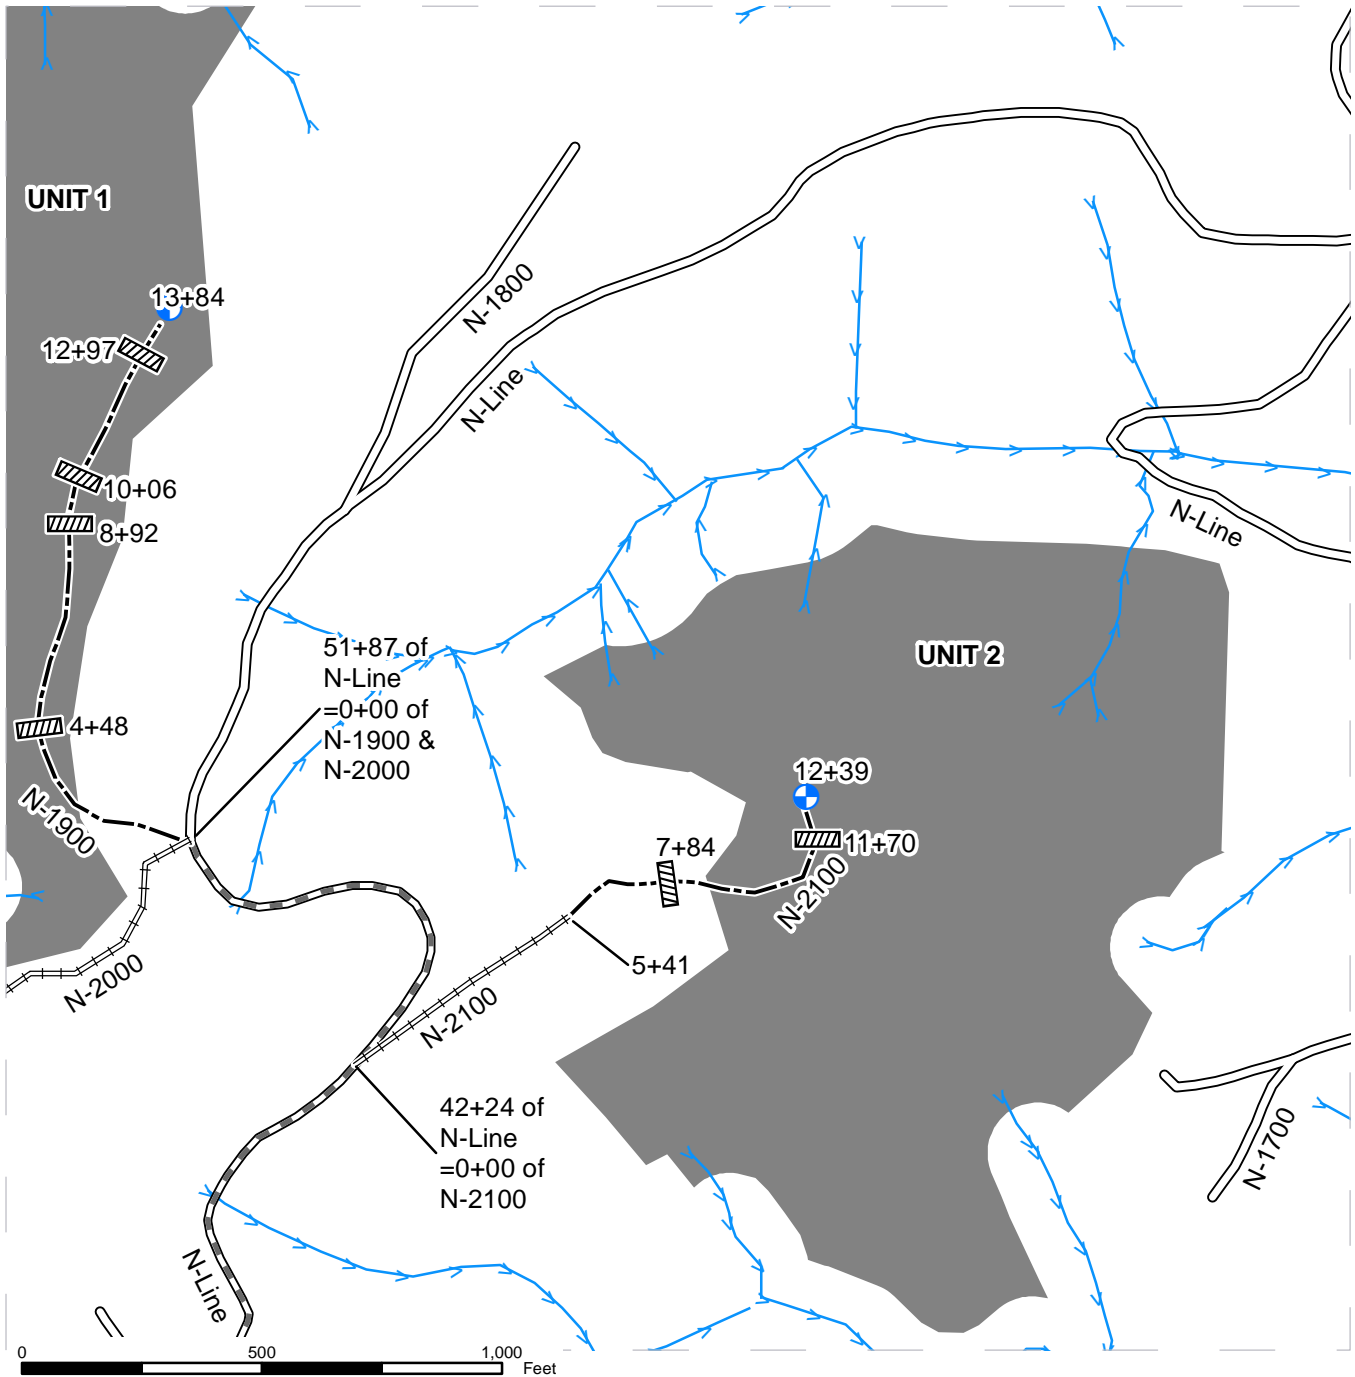 UNIT 1
13+84
N-1800
12+97
N-Line
10+06
8+92
N-Line
51+87 of
N-Line
=0+00 of
N-1900 &
N-2000
UNIT 2
4+48
12+39
N-1900
7+84
11+70
N-2100
N-2000
5+41
N-2100
42+24 of
N-Line
=0+00 of
N-2100
N-1700
N-Line
0 500 1,000
Feet